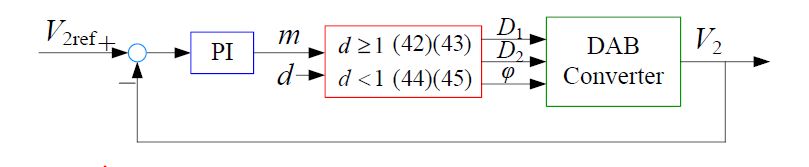 V2ref +
−
PI
m
d
d ≥1 (42)(43)
d <1 (44)(45)
D1
D2
φ
DAB
Converter
V2